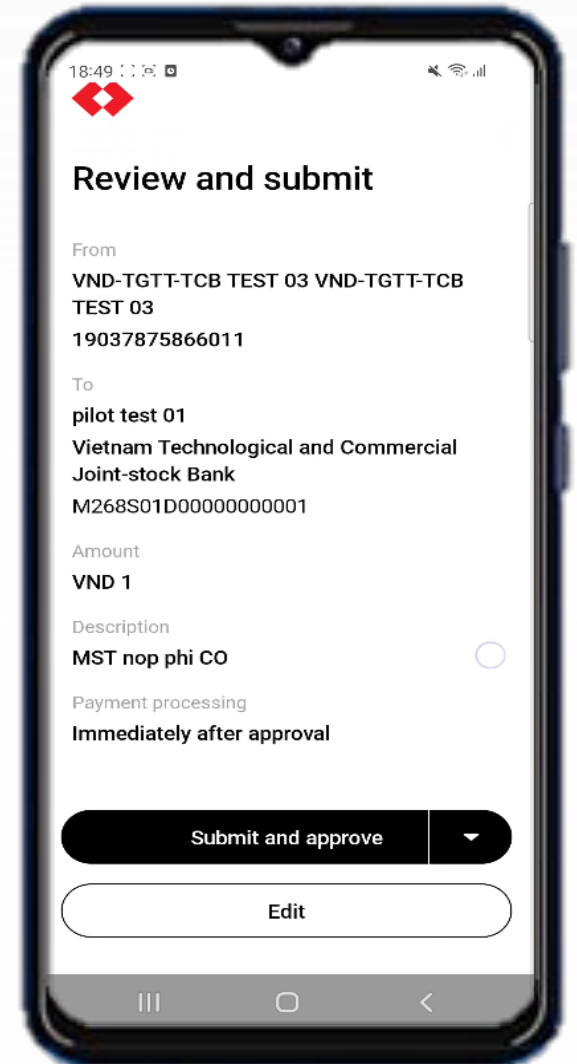 18:49
Review and submit
From
VND-TGTT-TCB TEST 03 VND-TGTT-TCB
TEST 03
19037875866011
To
pilot test 01
Vietnam Technological and Commercial
Joint-stock Bank
M268S01D00000000001
Amount
VND 1
Description
MST nop phi CO
Payment processing
Immediately after approval
Submit and approve
Edit